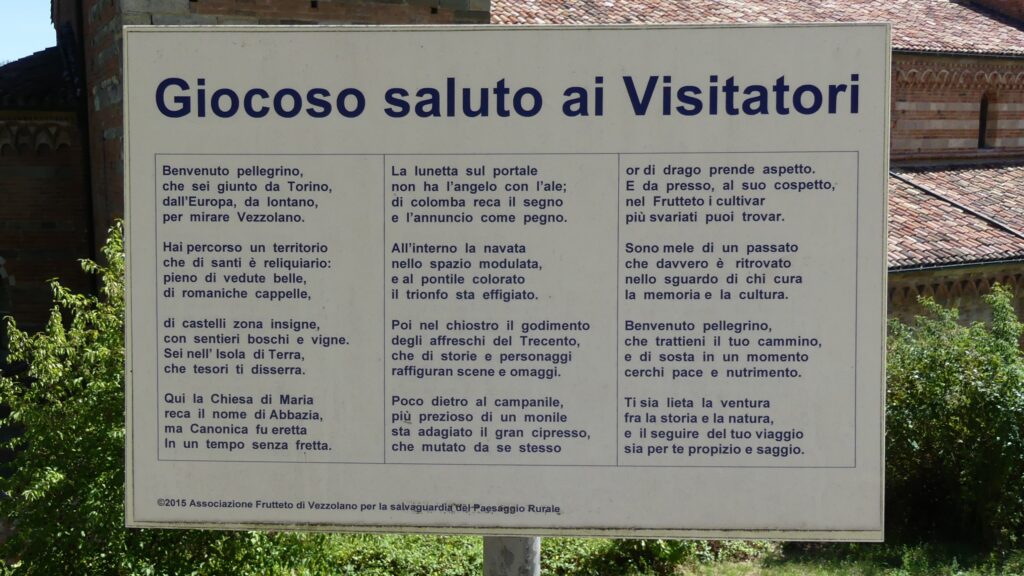 Giocoso saluto ai Visitatori
Benvenuto pellegrino,
che sei giunto da Torino,
dall'Europa, da lontano,
per mirare Vezzolano.
Hai percorso un territorio
che di santi è reliquiario:
pieno di vedute belle,
di romaniche cappelle,
di castelli zona insigne,
con sentieri boschi e vigne.
Sei nell' Isola di Terra,
che tesori ti disserra.
Qui la Chiesa di Maria
reca il nome di Abbazia,
ma Canonica fu eretta
In un tempo senza fretta.
La lunetta sul portale
non ha l'angelo con l'ale;
di colomba reca il segno
e l'annuncio come pegno.
All'interno la navata
nello spazio modulata,
e al pontile colorato
il trionfo sta effigiato.
Poi nel chiostro il godimento
degli affreschi del Trecento,
che di storie e personaggi
raffiguran scene e omaggi.
Poco dietro al campanile,
più prezioso di un monile
sta adagiato il gran cipresso,
che mutato da se stesso
or di drago prende aspetto.
E da presso, al suo cospetto,
nel Frutteto i cultivar
più svariati puoi trovar.
Sono mele di un passato
che davvero è ritrovato
nello sguardo di chi cura
la memoria e la cultura.
Benvenuto pellegrino,
che trattieni il tuo cammino,
e di sosta in un momento
cerchi pace e nutrimento.
Ti sia lieta la ventura
fra la storia e la natura,
e il seguire del tuo viaggio
sia per te propizio e saggio.
©2015 Associazione Frutteto di Vezzolano per la salvaguardia del Paesaggio Rurale